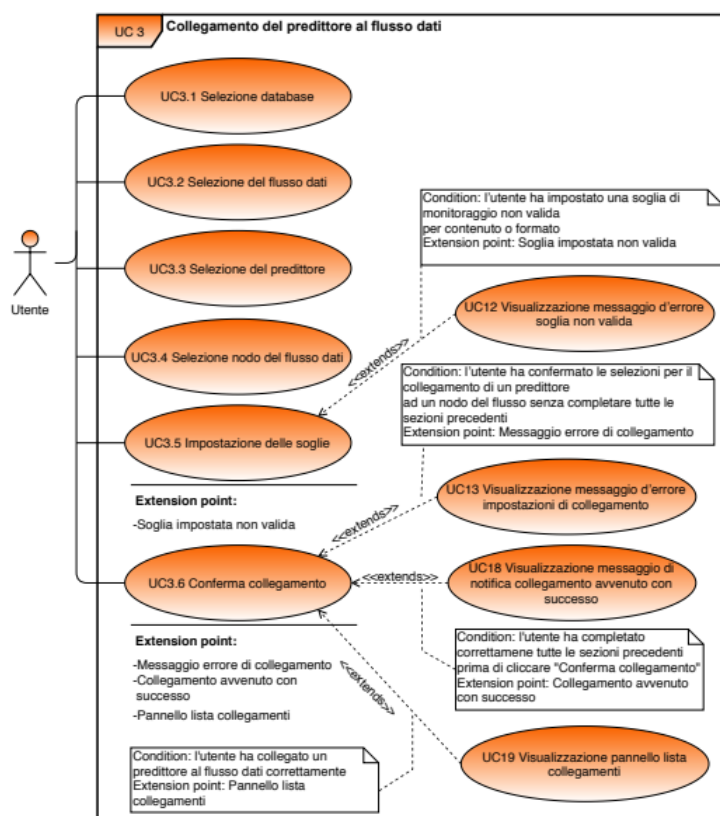 UC 3
Collegamento del predittore al flusso dati
UC3.1 Selezione database
UC3.2 Selezione del flusso dati
Condition: l'utente ha impostato una soglia di
monitoraggio non valida
per contenuto o formato
Extension point: Soglia impostata non valida
UC3.3 Selezione del predittore
Utente
UC12 Visualizzazione messaggio d'errore
soglia non valida
UC3.4 Selezione nodo del flusso dati
<<extends>>
Condition: l'utente ha confermato le selezioni per il
collegamento di un predittore
ad un nodo del flusso senza completare tutte le
sezioni precedenti
Extension point: Messaggio errore di collegamento
UC3.5 Impostazione delle soglie
Extension point:
-Soglia impostata non valida
UC13 Visualizzazione messaggio d'errore
impostazioni di collegamento
<<extends>>
UC3.6 Conferma collegamento
<<extends>>
UC18 Visualizzazione messaggio di
notifica collegamento avvenuto con
successo
Extension point:
-Messaggio errore di collegamento
-Collegamento avvenuto con
successo
-Pannello lista collegamenti
<<extends>>
Condition: l'utente ha completato
correttamene tutte le sezioni precedenti
prima di cliccare "Conferma collegamento"
Extension point: Collegamento avvenuto
con successo
Condition: l'utente ha collegato un
predittore al flusso dati correttamente
Extension point: Pannello lista
collegamenti
UC19 Visualizzazione pannello lista
collegamenti